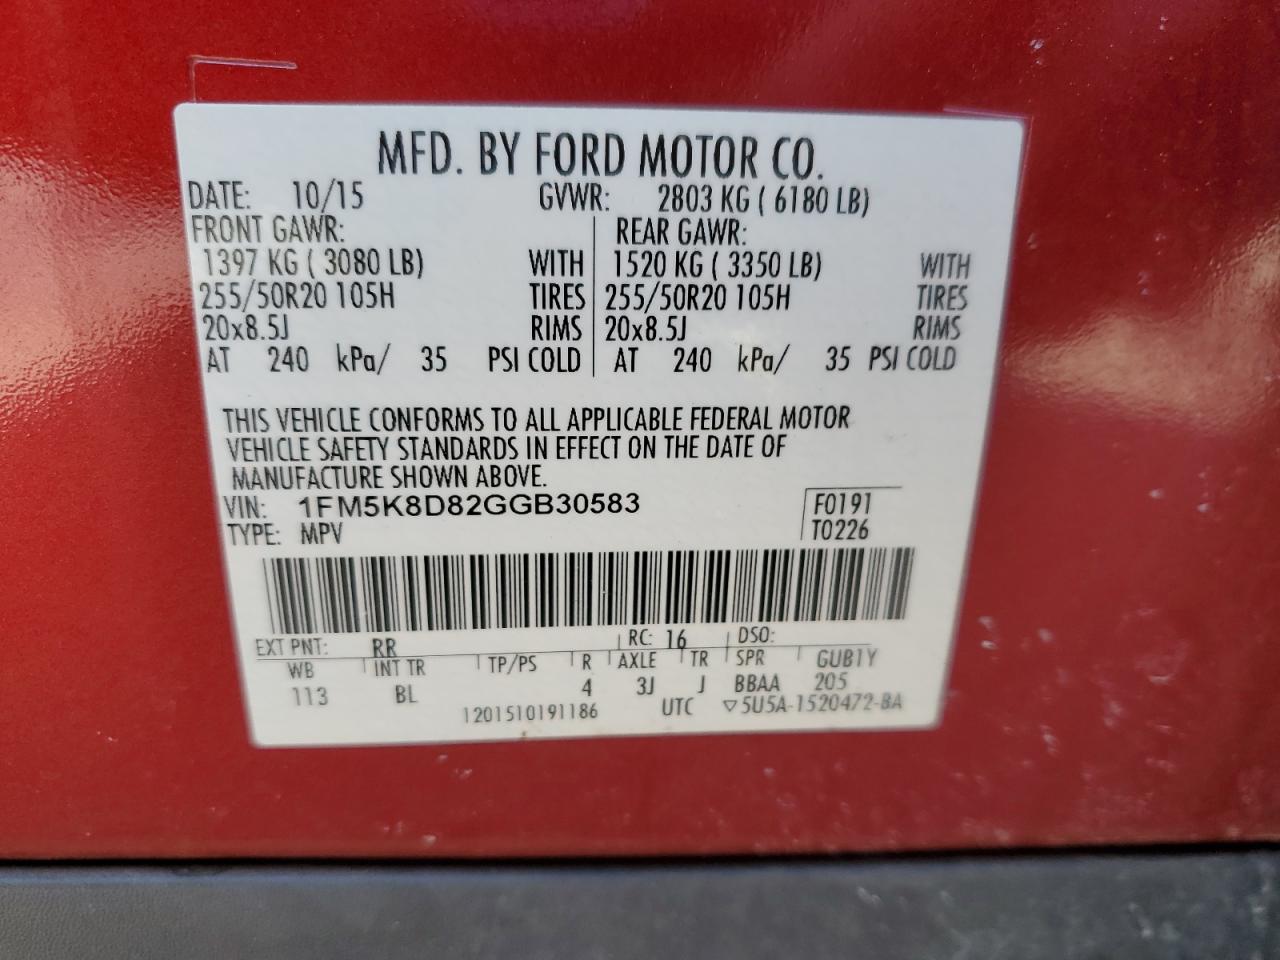 MFD. BY FORD MOTOR CO.
DATE: 10/15 GVWR: 2803 KG ( 6180 LB)
FRONT GAWR: REAR GAWR:
1397 KG ( 3080 LB) WITH 1520 KG ( 3350 LB) WITH
255/50R20 105H TIRES 255/50R20 105H TIRES
20x8.5J RIMS 20x8.5J RIMS
AT 240 kPa/ 35 PSI COLD AT 240 kPa/ 35 PSI COLD
THIS VEHICLE CONFORMS TO ALL APPLICABLE FEDERAL MOTOR
VEHICLE SAFETY STANDARDS IN EFFECT ON THE DATE OF
MANUFACTURE SHOWN ABOVE.
VIN: 1FM5K8D82GGB30583 F0191
TYPE: MPV T0226
EXT PNT: RR RC: 16 DSO:
WB INT TR TP/PS R AXLE TR SPR GUB1Y
113 BL 4 3J J BBAA 205
1201510191186 UTC ▽5U5A-1520472-BA